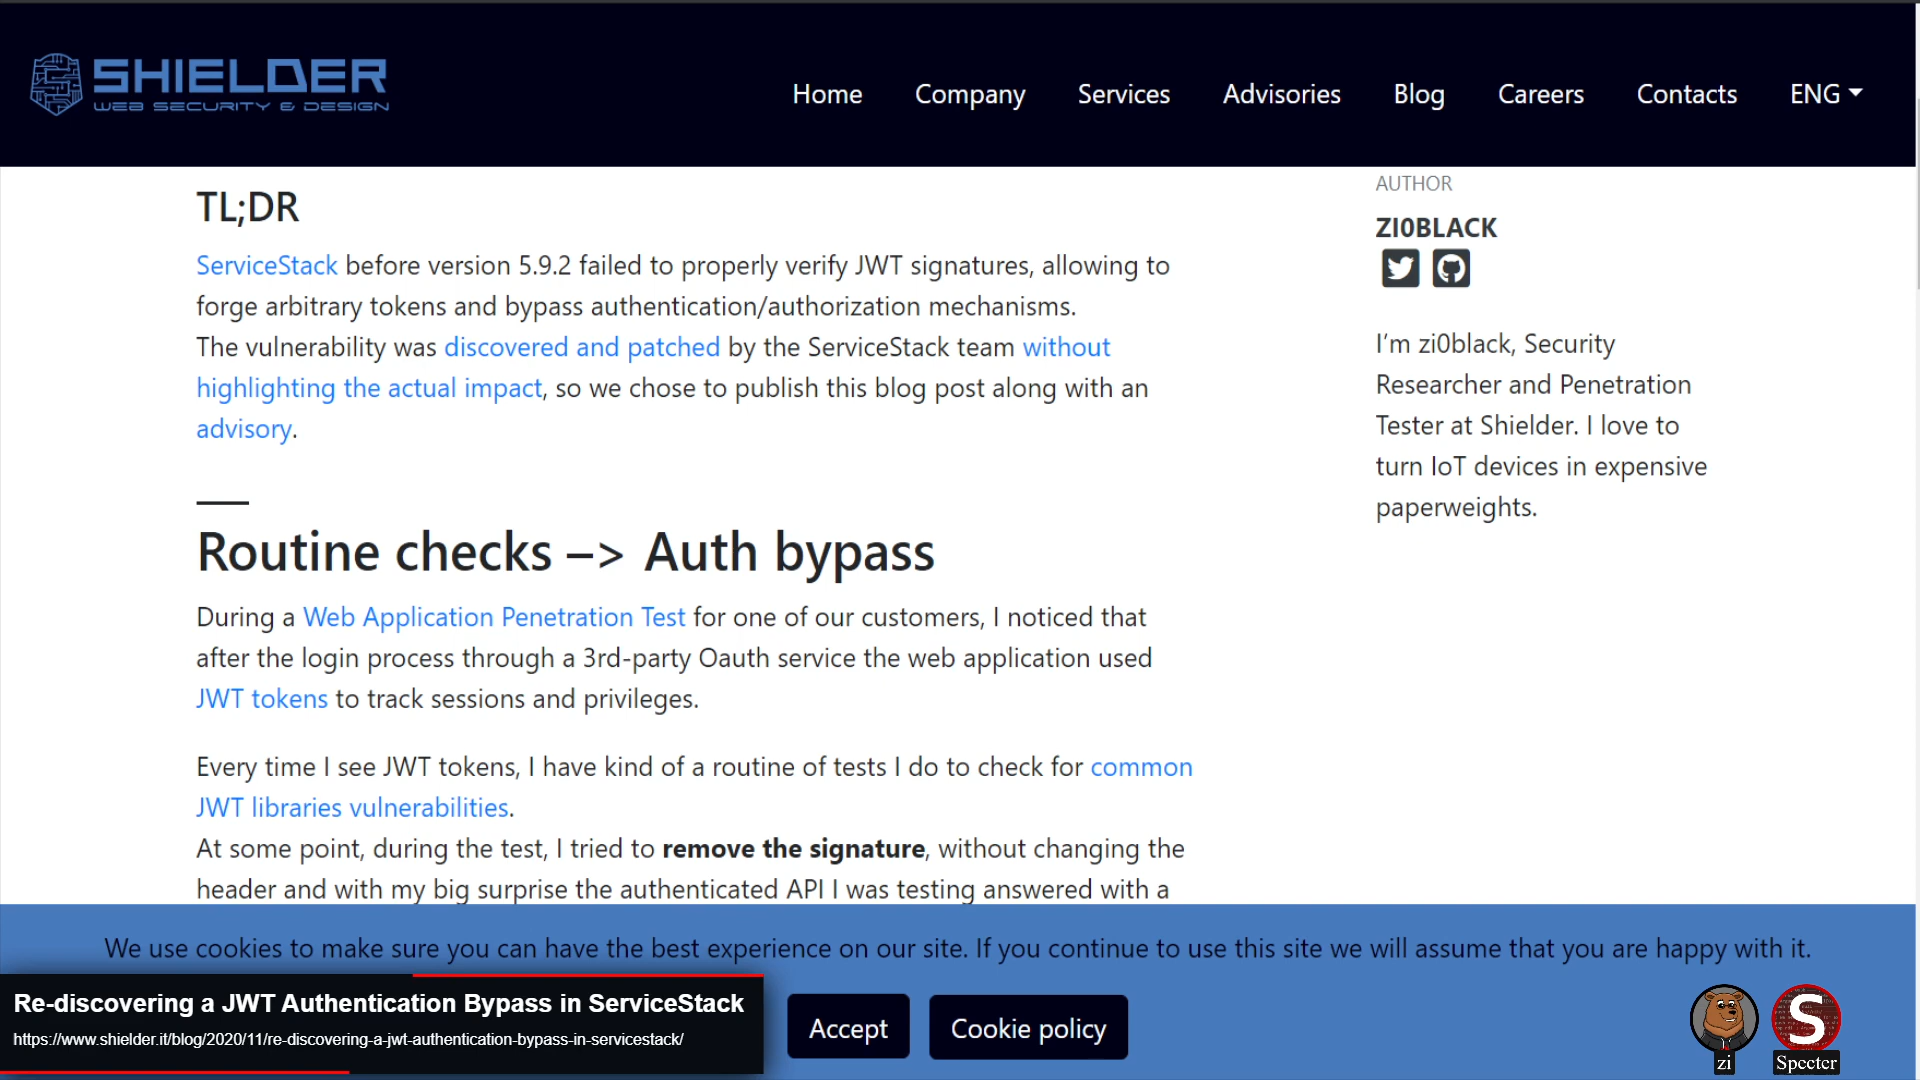 SHIELDER
WEB SECURITY & DESIGN
Home
Company
Services
Advisories
Blog
Careers
Contacts
ENG
TL;DR
ServiceStack before version 5.9.2 failed to properly verify JWT signatures, allowing to
forge arbitrary tokens and bypass authentication/authorization mechanisms.
The vulnerability was discovered and patched by the ServiceStack team without
highlighting the actual impact, so we chose to publish this blog post along with an
advisory.
Routine checks –> Auth bypass
During a Web Application Penetration Test for one of our customers, I noticed that
after the login process through a 3rd-party Oauth service the web application used
JWT tokens to track sessions and privileges.
Every time I see JWT tokens, I have kind of a routine of tests I do to check for common
JWT libraries vulnerabilities.
At some point, during the test, I tried to remove the signature, without changing the
header and with my big surprise the authenticated API I was testing answered with a
AUTHOR
ZI0BLACK
I'm zi0black, Security
Researcher and Penetration
Tester at Shielder. I love to
turn IoT devices in expensive
paperweights.
We use cookies to make sure you can have the best experience on our site. If you continue to use this site we will assume that you are happy with it.
Accept
Cookie policy
Re-discovering a JWT Authentication Bypass in ServiceStack
https://www.shielder.it/blog/2020/11/re-discovering-a-jwt-authentication-bypass-in-servicestack/
zi
S
Specter